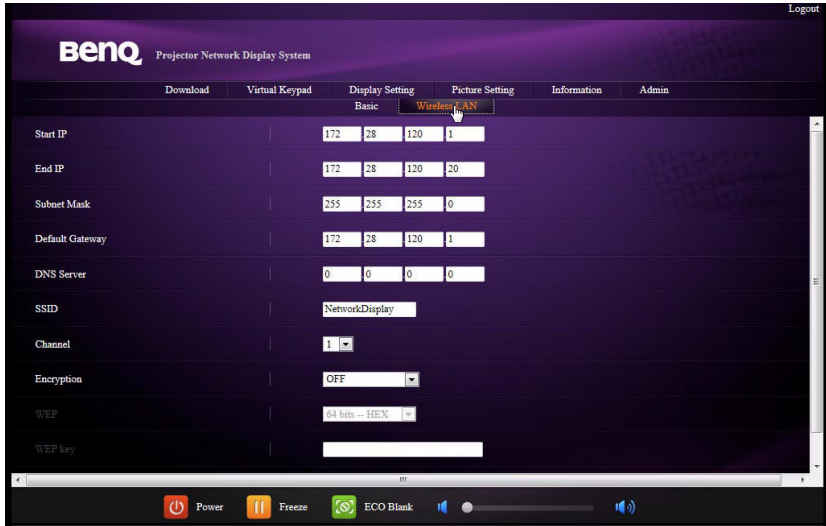 Logout
BenQ Projector Network Display System
Download Virtual Keypad Display Setting Picture Setting Information Admin
Basic Wireless LAN
Start IP 172 . 28 . 120 . 1
End IP 172 . 28 . 120 . 20
Subnet Mask 255 . 255 . 255 . 0
Default Gateway 172 . 28 . 120 . 1
DNS Server 0 . 0 . 0 . 0
SSID NetworkDisplay
Channel 1
Encryption OFF
WEP 64 bits -- HEX
WEP key
Power Freeze ECO Blank